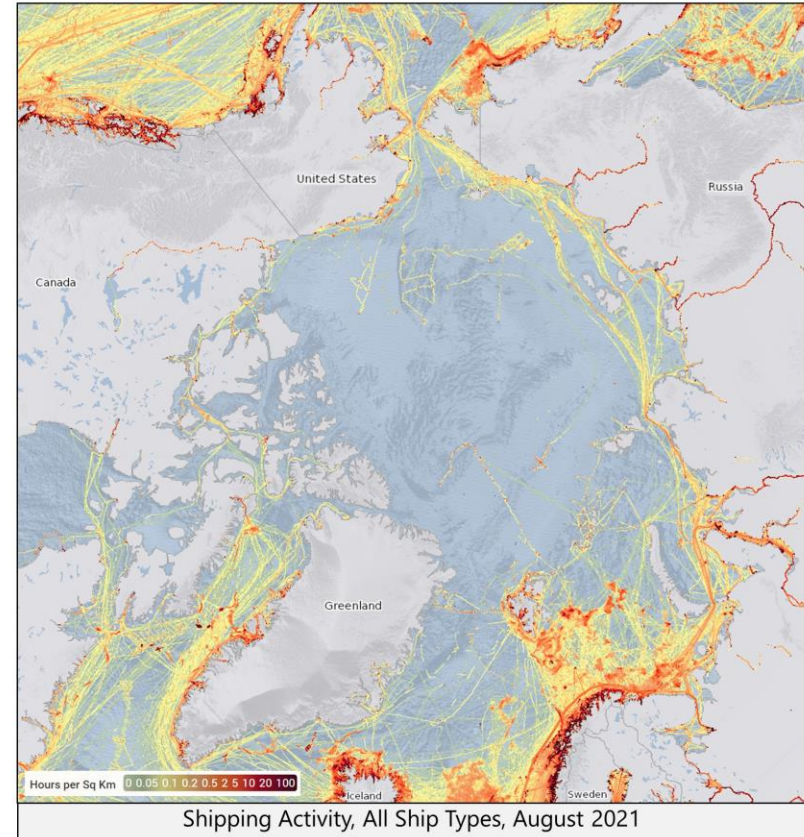 United States
Russia
Canada
Greenland
Hours per Sq Km 0 0.05 0.1 0.2 0.5 2 5 10 20 100
Iceland
Sweden
Shipping Activity, All Ship Types, August 2021